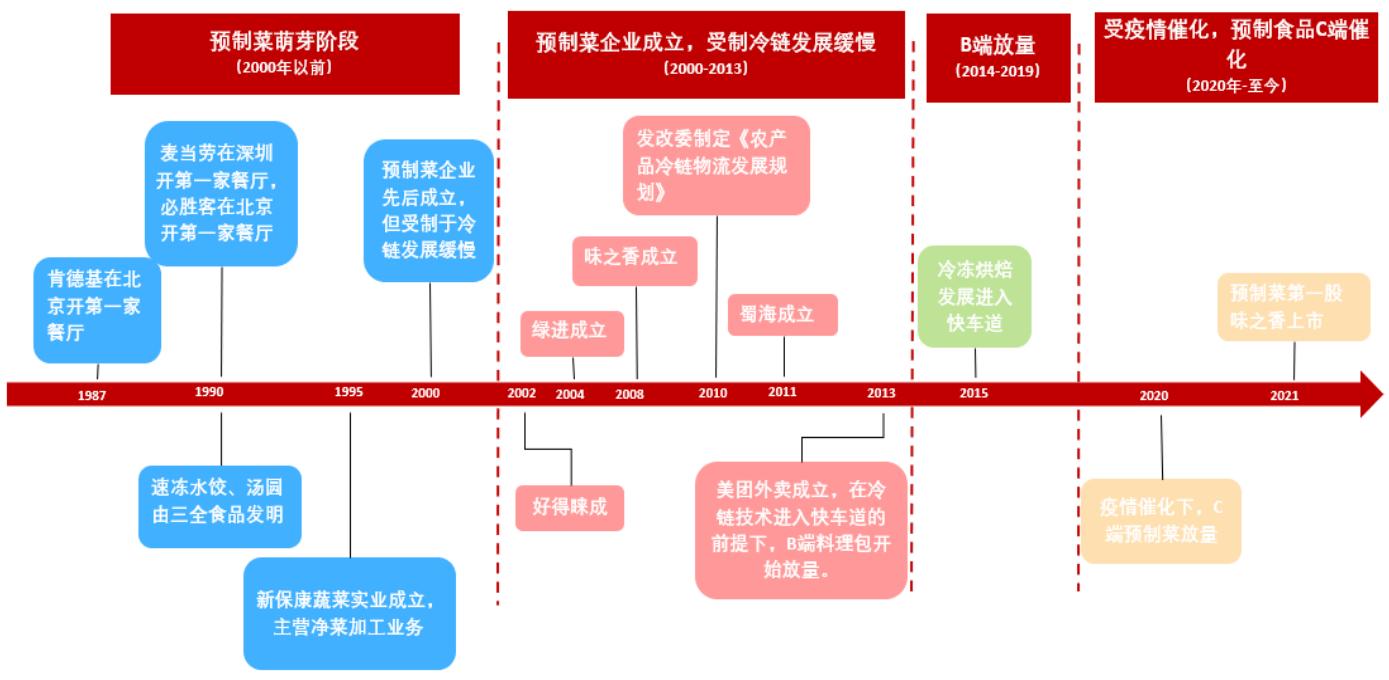 预制菜萌芽阶段
(2000年以前)
预制菜企业成立，受制冷链发展缓慢
(2000-2013)
B端放量
(2014-2019)
受疫情催化，预制食品C端催
化
(2020年-至今)
肯德基在北
京开第一家
餐厅
麦当劳在深圳
开第一家餐厅，
必胜客在北京
开第一家餐厅
预制菜企业
先后成立，
但受制于冷
链发展缓慢
绿进成立
味之香成立
发改委制定《农产
品冷链物流发展规
划》
蜀海成立
冷冻烘焙
发展进入
快车道
预制菜第一股
味之香上市
1987
1990
1995
2000
2002
2004
2008
2010
2011
2013
2015
2020
2021
速冻水饺、汤圆
由三全食品发明
新保康蔬菜实业成立，
主营净菜加工业务
好得睐成
美团外卖成立，在冷
链技术进入快车道的
前提下，B端料理包开
始放量。
疫情催化下，C
端预制菜放量